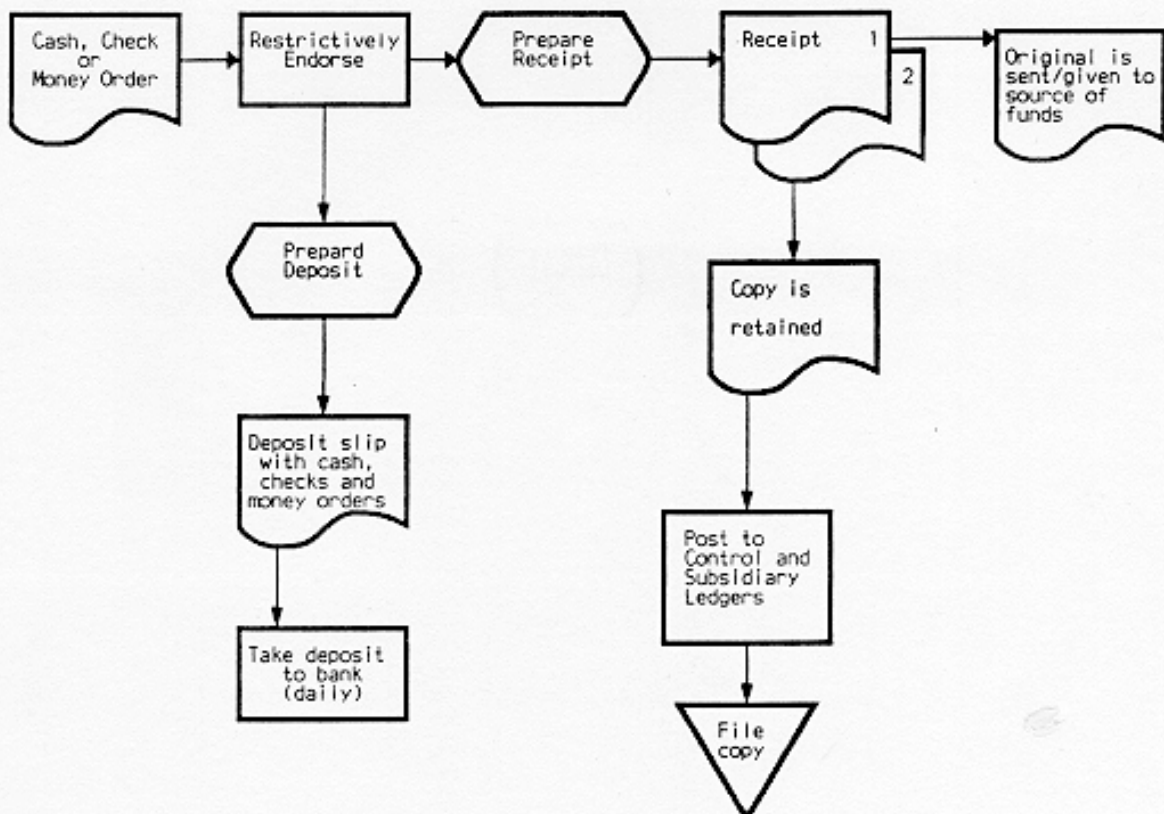 Cash, Check
or
Money Order
Restrictively
Endorse
Prepare
Receipt
Receipt 1
2
Original is
sent/given to
source of
funds
Prepard
Deposit
Copy is
retained
Deposit slip
with cash,
checks and
money orders
Post to
Control and
Subsidiary
Ledgers
Take deposit
to bank
(daily)
File
copy